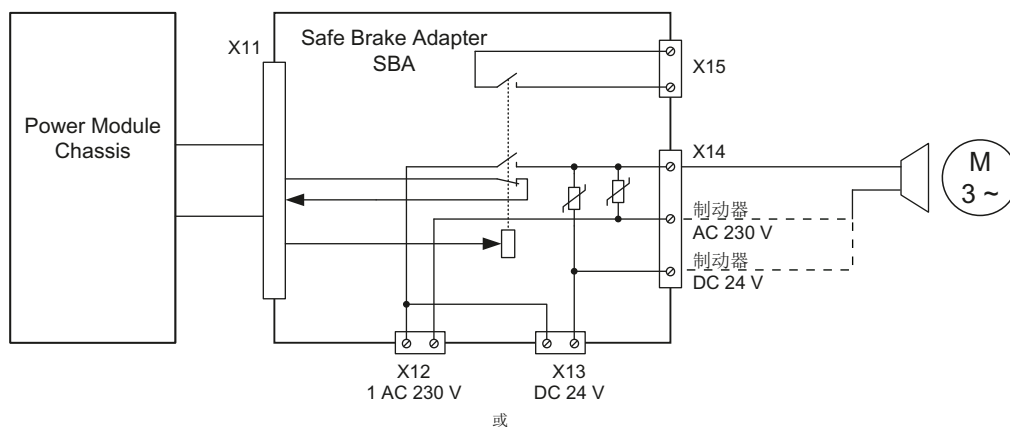 Safe Brake Adapter
SBA
X11
X15
Power Module
Chassis
X14
M
3 ~
制动器
AC 230 V
制动器
DC 24 V
X12
1 AC 230 V
X13
DC 24 V
或